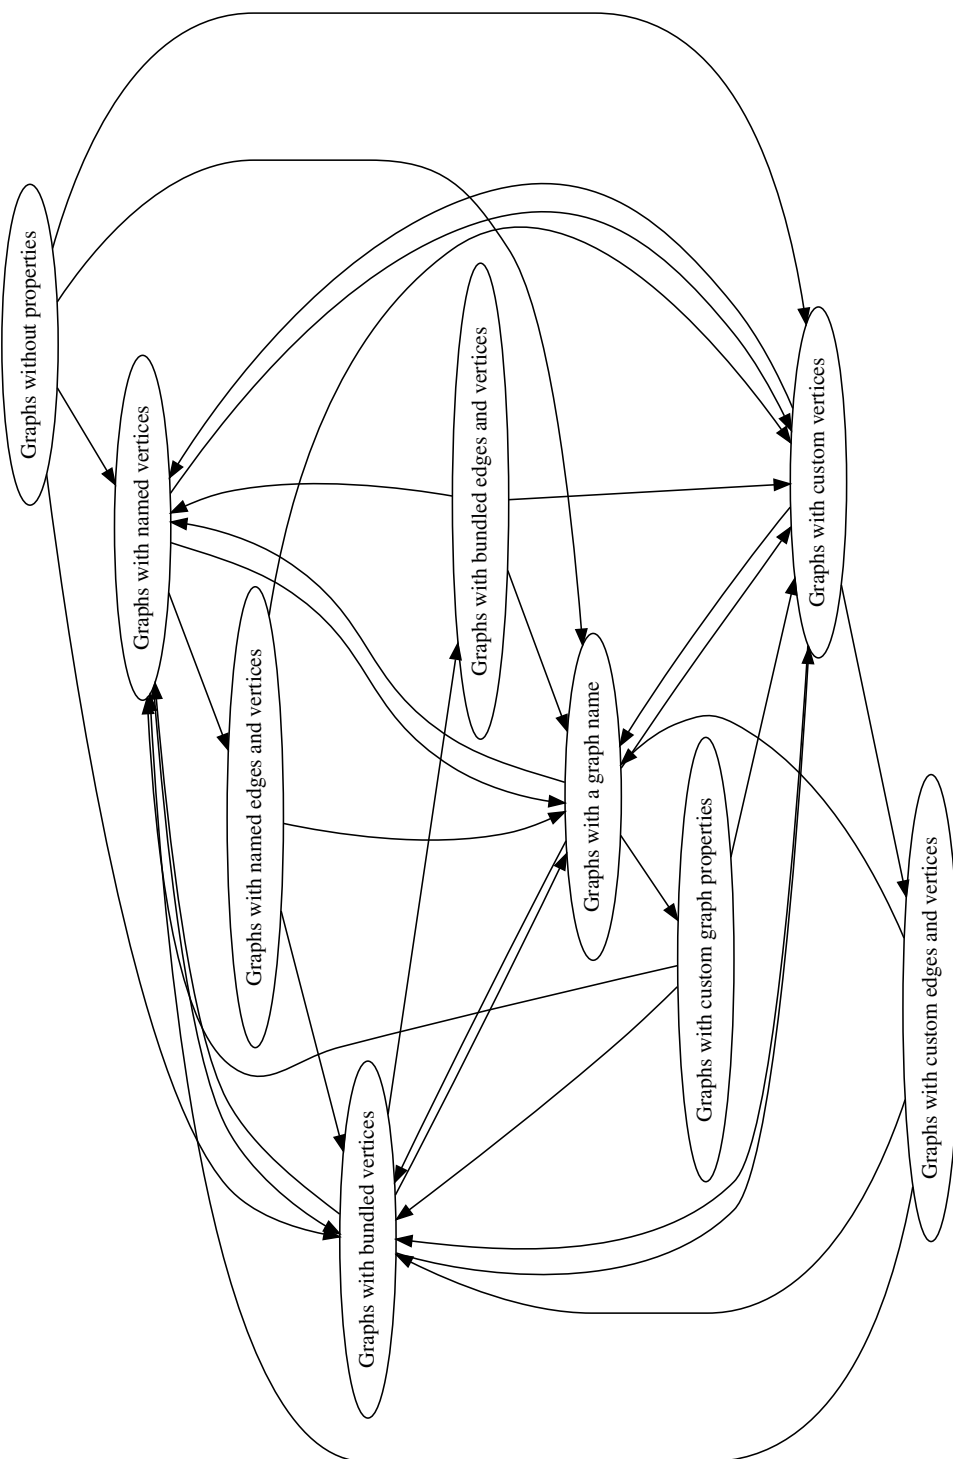 Graphs without properties
Graphs with named vertices
Graphs with named edges and vertices
Graphs with bundled vertices
Graphs with bundled edges and vertices
Graphs with a graph name
Graphs with custom graph properties
Graphs with custom vertices
Graphs with custom edges and vertices